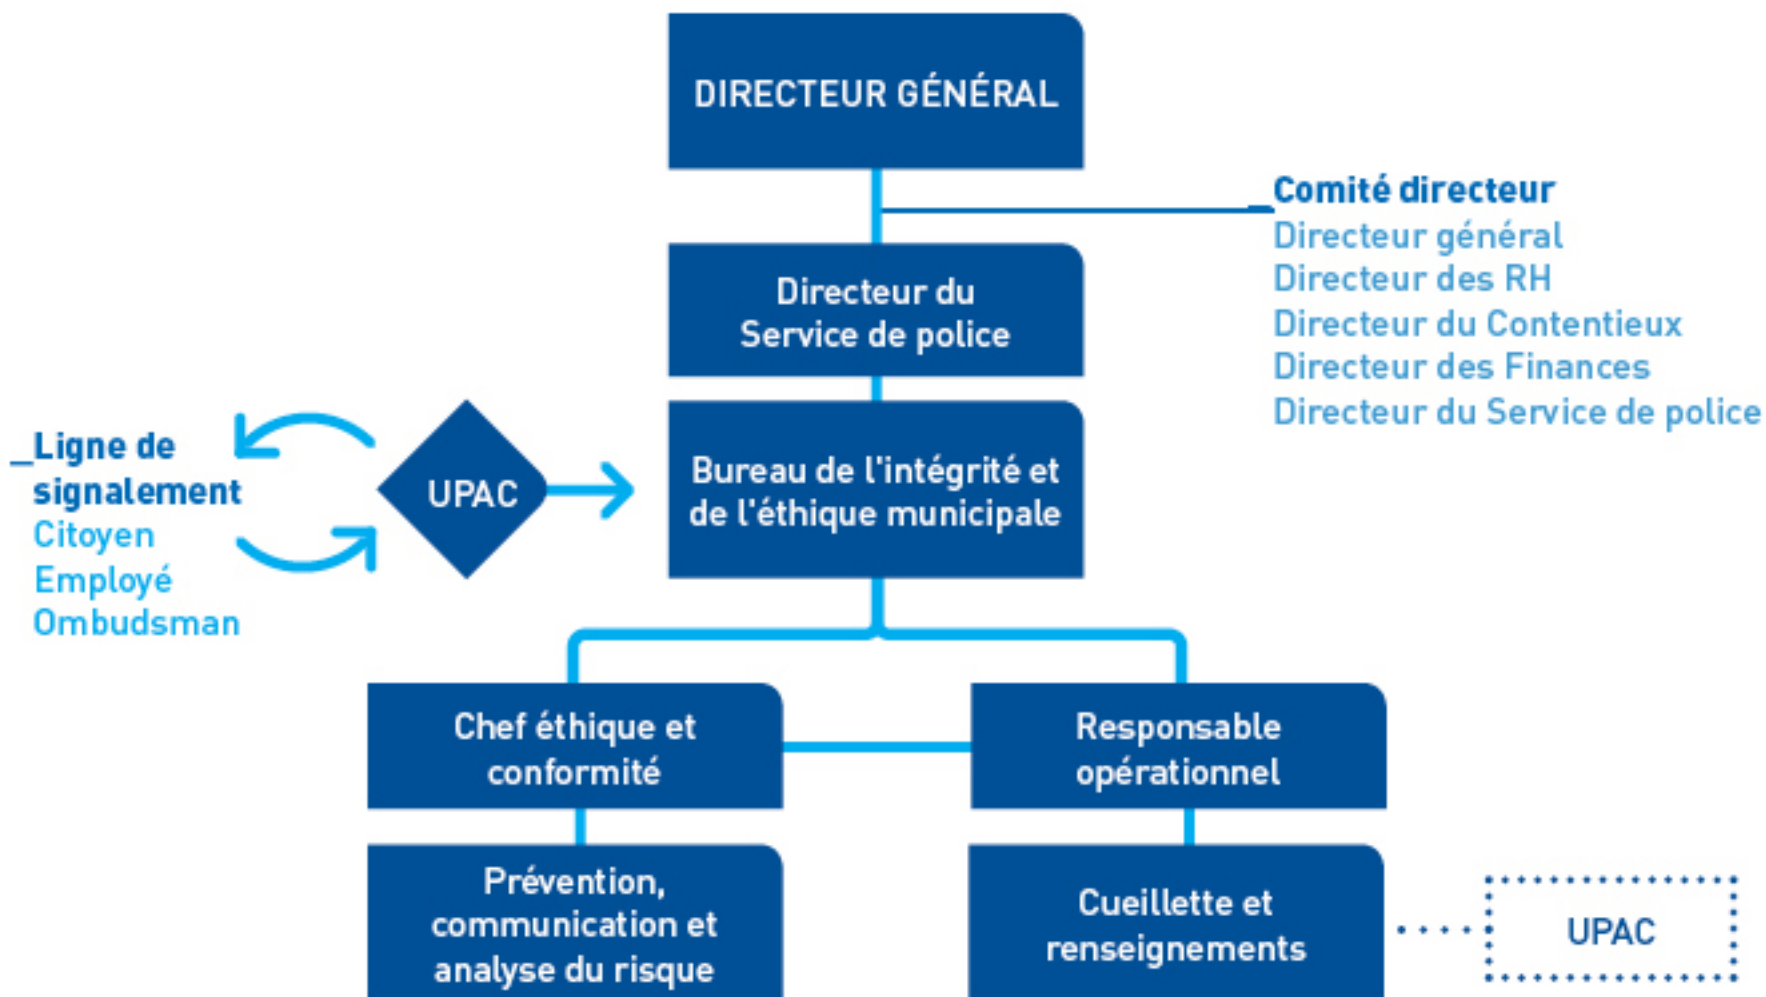 DIRECTEUR GÉNÉRAL
_Comité directeur
Directeur général
Directeur des RH
Directeur du Contentieux
Directeur des Finances
Directeur du Service de police
Directeur du
Service de police
_Ligne de
signalement
Citoyen
Employé
Ombudsman
UPAC
Bureau de l'intégrité et
de l'éthique municipale
Chef éthique et
conformité
Responsable
opérationnel
Prévention,
communication et
analyse du risque
Cueillette et
renseignements
UPAC